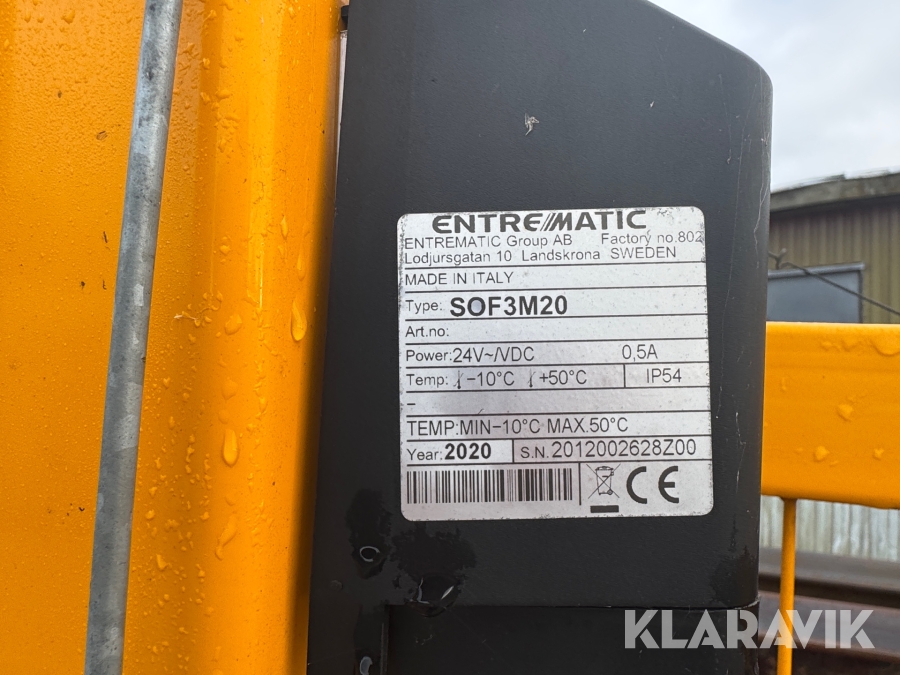 ENTREMATIC
ENTREMATIC Group AB Factory no.802
Lodjursgatan 10 Landskrona SWEDEN
MADE IN ITALY
Type: SOF3M20
Art.no:
Power:24V~/VDC 0,5A
Temp: -10°C +50°C IP54
-
TEMP:MIN-10°C MAX.50°C
Year:2020 S.N.2012002628Z00
CE
KLARAVIK